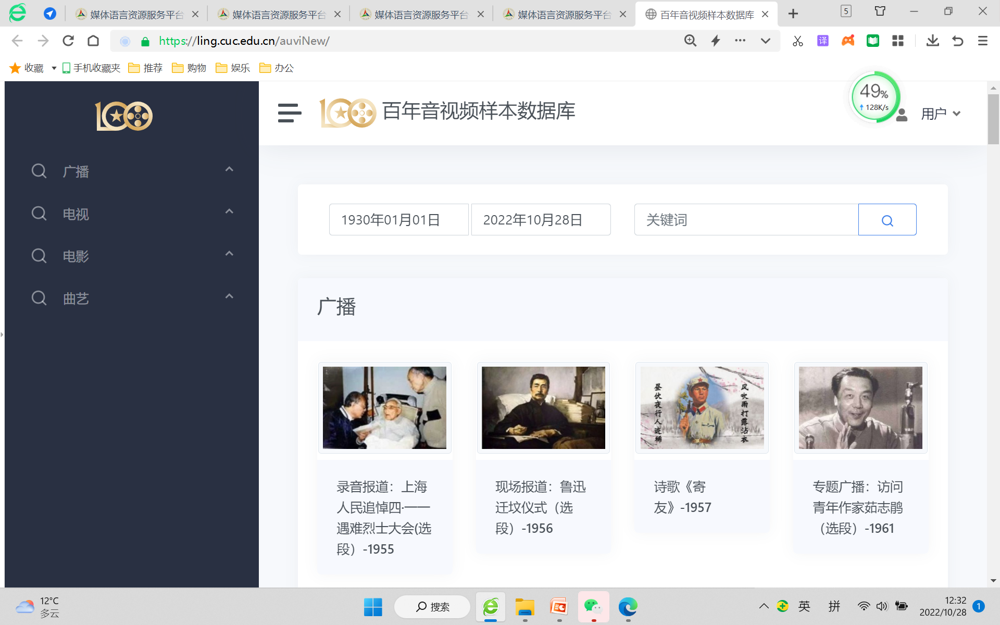 媒体语言资源服务平台
媒体语言资源服务平台
媒体语言资源服务平台
媒体语言资源服务平台
百年音视频样本数据库
5
https://ling.cuc.edu.cn/auviNew/
译
收藏
手机收藏夹
推荐
购物
娱乐
办公
100
100
百年音视频样本数据库
49%
128K/s
用户
广播
电视
电影
曲艺
1930年01月01日
2022年10月28日
关键词
广播
昼伏夜行人迹稀
风吹雨打露沾衣
录音报道：上海
人民追悼四·一一
遇难烈士大会(选
段）-1955
现场报道：鲁迅
迁坟仪式（选
段）-1956
诗歌《寄
友》-1957
专题广播：访问
青年作家茹志鹃
（选段）-1961
12°C
多云
搜索
英
拼
12:32
2022/10/28
1